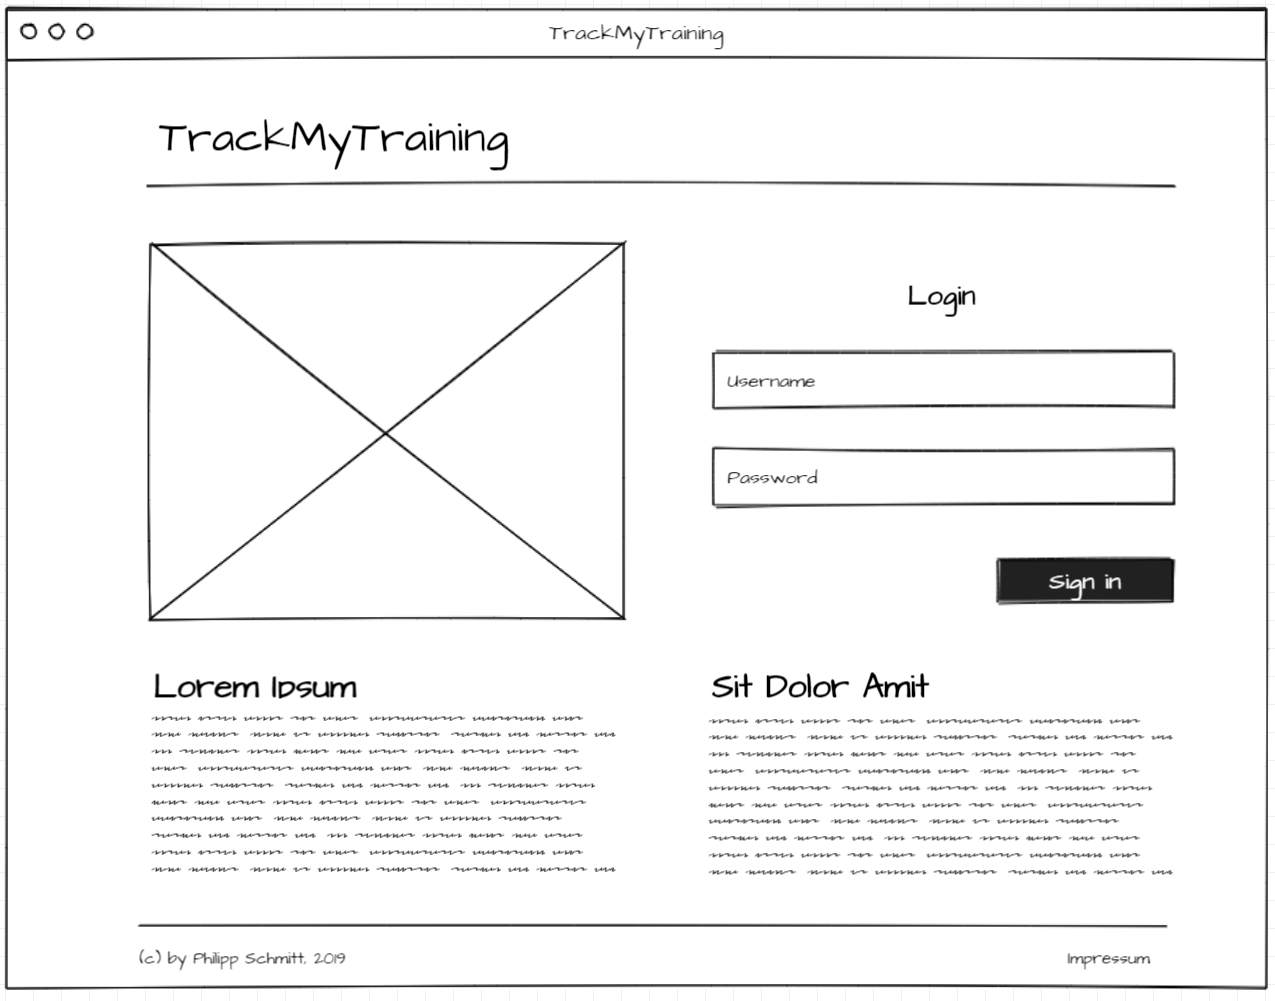 TrackMyTraining
TrackMyTraining
Login
Username
Password
Sign in
Lorem Ipsum
Sit Dolor Amit
(c) by Philipp Schmitt, 2019
Impressum